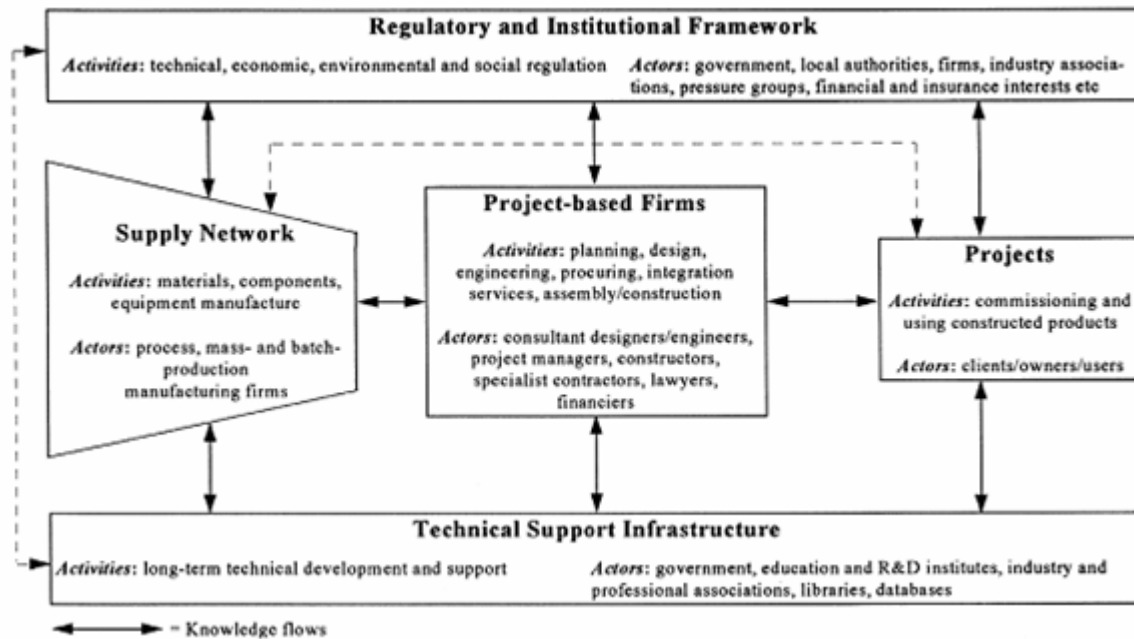 Regulatory and Institutional Framework
Activities: technical, economic, environmental and social regulation
Actors: government, local authorities, firms, industry associa-
tions, pressure groups, financial and insurance interests etc
Supply Network
Activities: materials, components,
equipment manufacture
Actors: process, mass- and batch-
production
manufacturing firms
Project-based Firms
Activities: planning, design,
engineering, procuring, integration
services, assembly/construction
Actors: consultant designers/engineers,
project managers, constructors,
specialist contractors, lawyers,
financiers
Projects
Activities: commissioning and
using constructed products
Actors: clients/owners/users
Technical Support Infrastructure
Activities: long-term technical development and support
Actors: government, education and R&D institutes, industry and
professional associations, libraries, databases
= Knowledge flows